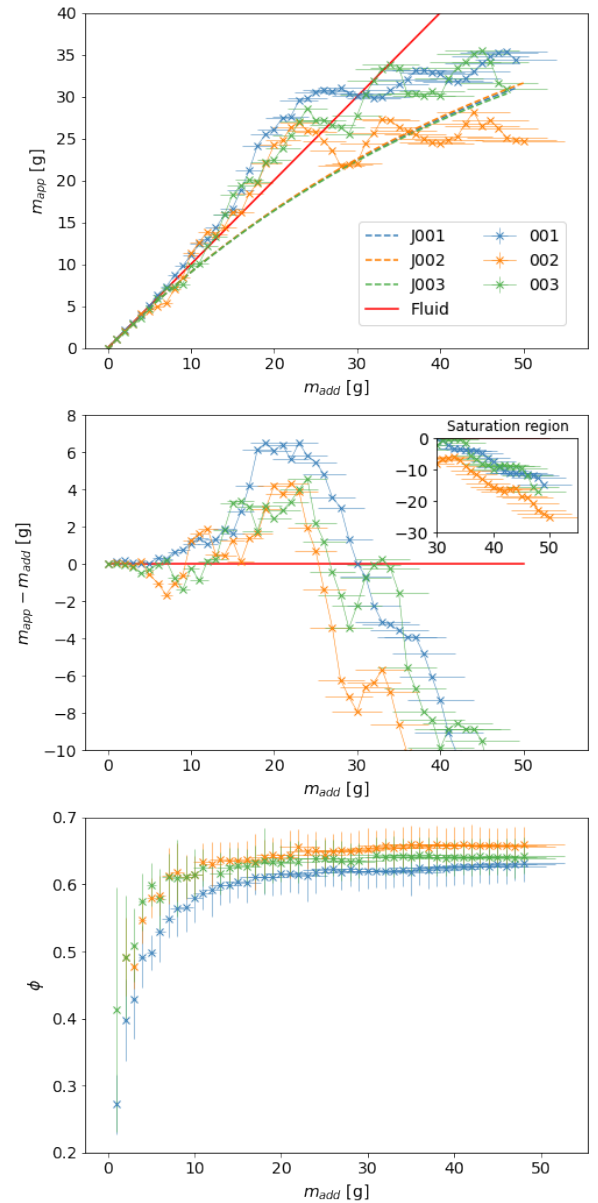 40
35
30
25
20
15
10
5
0
m_app [g]
J001
J002
J003
Fluid
001
002
003
0 10 20 30 40 50
m_add [g]
8
6
4
2
0
−2
−4
−6
−8
−10
m_app − m_add [g]
Saturation region
0
−10
−20
−30
30 40 50
0 10 20 30 40 50
m_add [g]
0.7
0.6
0.5
0.4
0.3
0.2
ϕ
0 10 20 30 40 50
m_add [g]